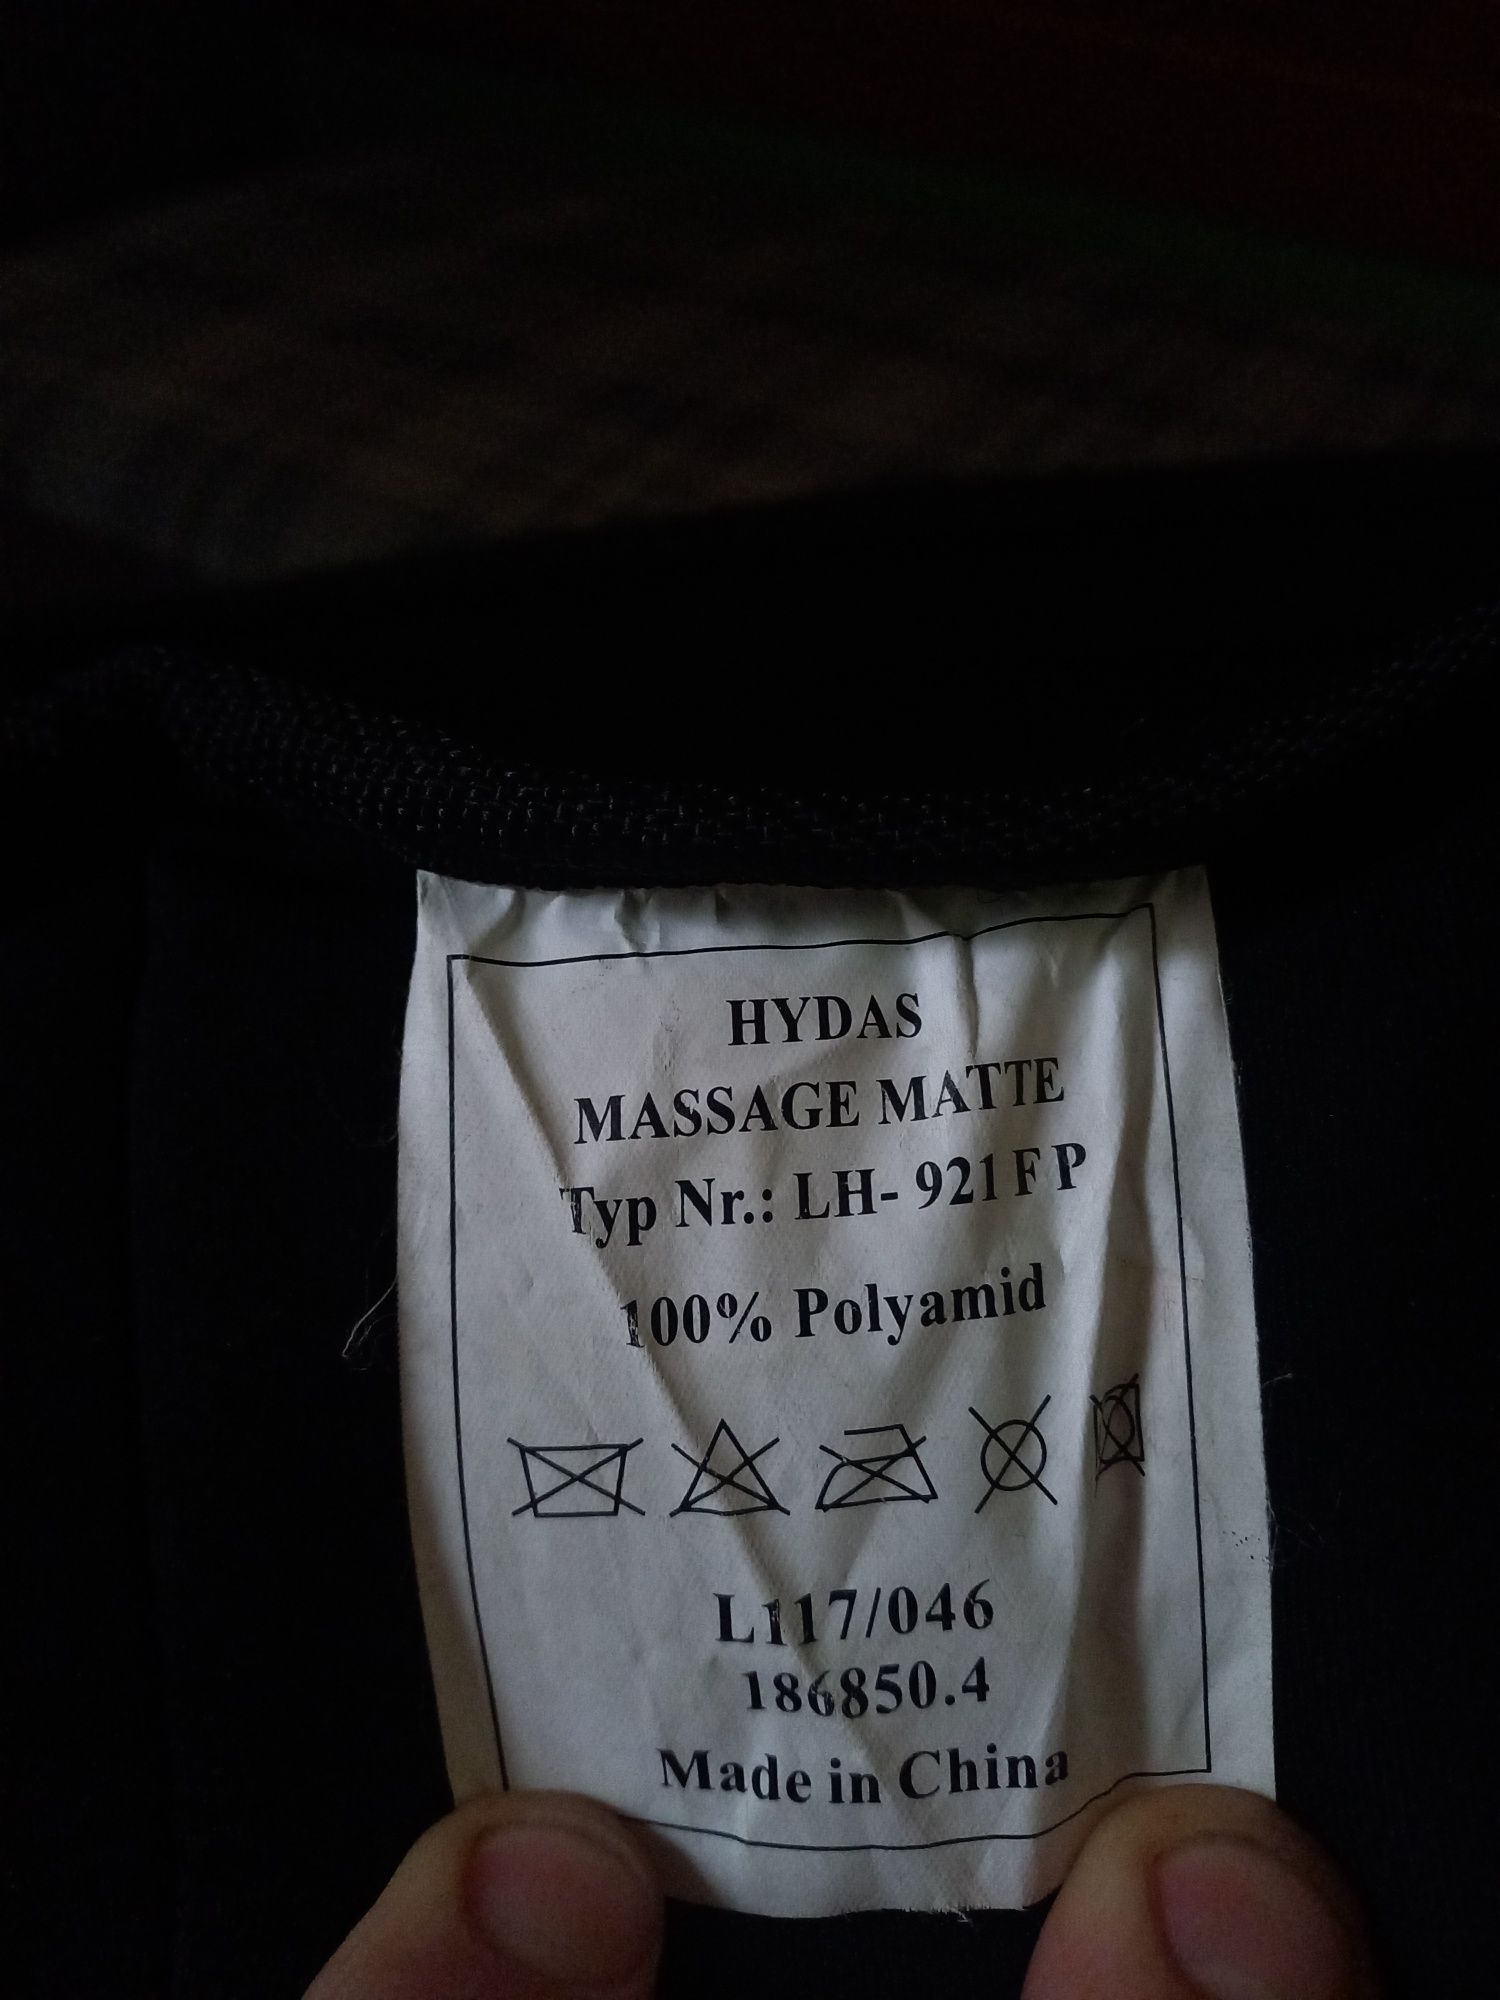 HYDAS
MASSAGE MATTE
Typ Nr.: LH- 921 F P
100% Polyamid
L117/046
186850.4
Made in China